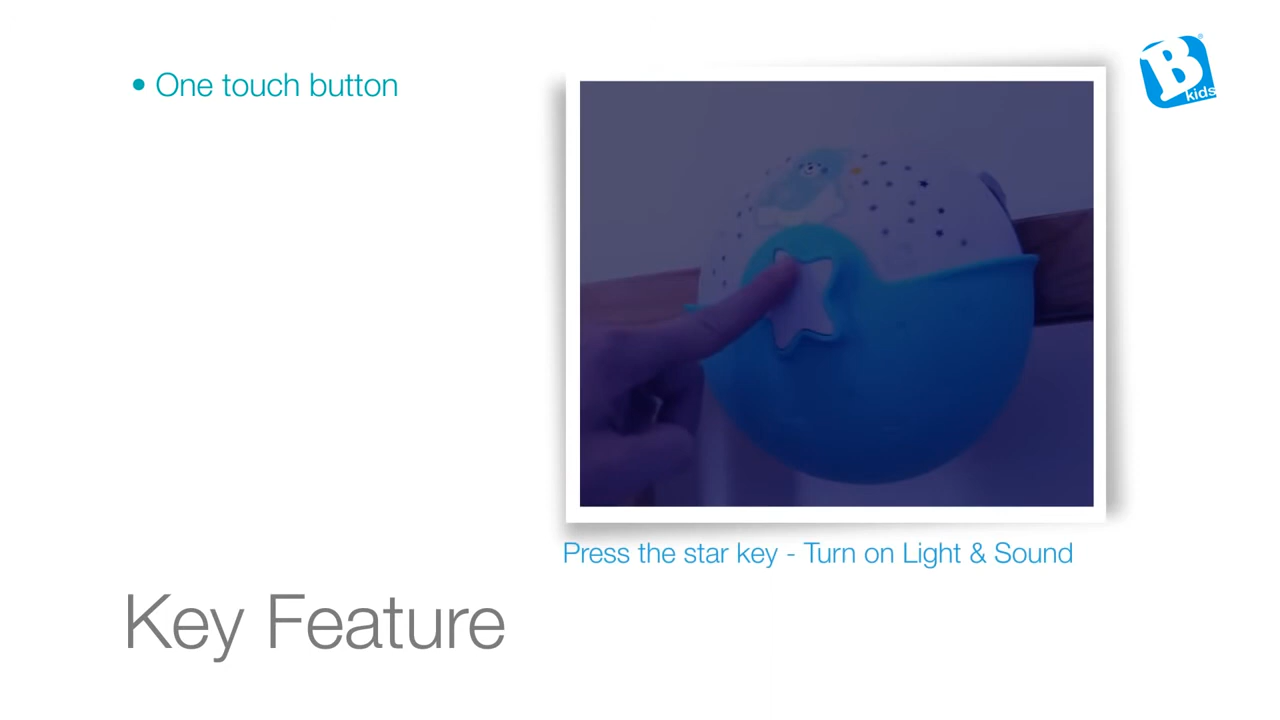 • One touch button
B
kids
Press the star key - Turn on Light & Sound
Key Feature